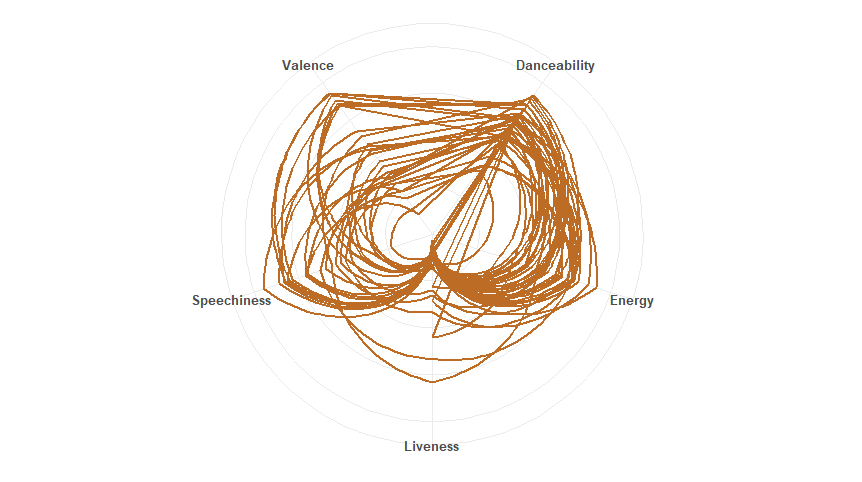 Valence
Danceability
Speechiness
Energy
Liveness